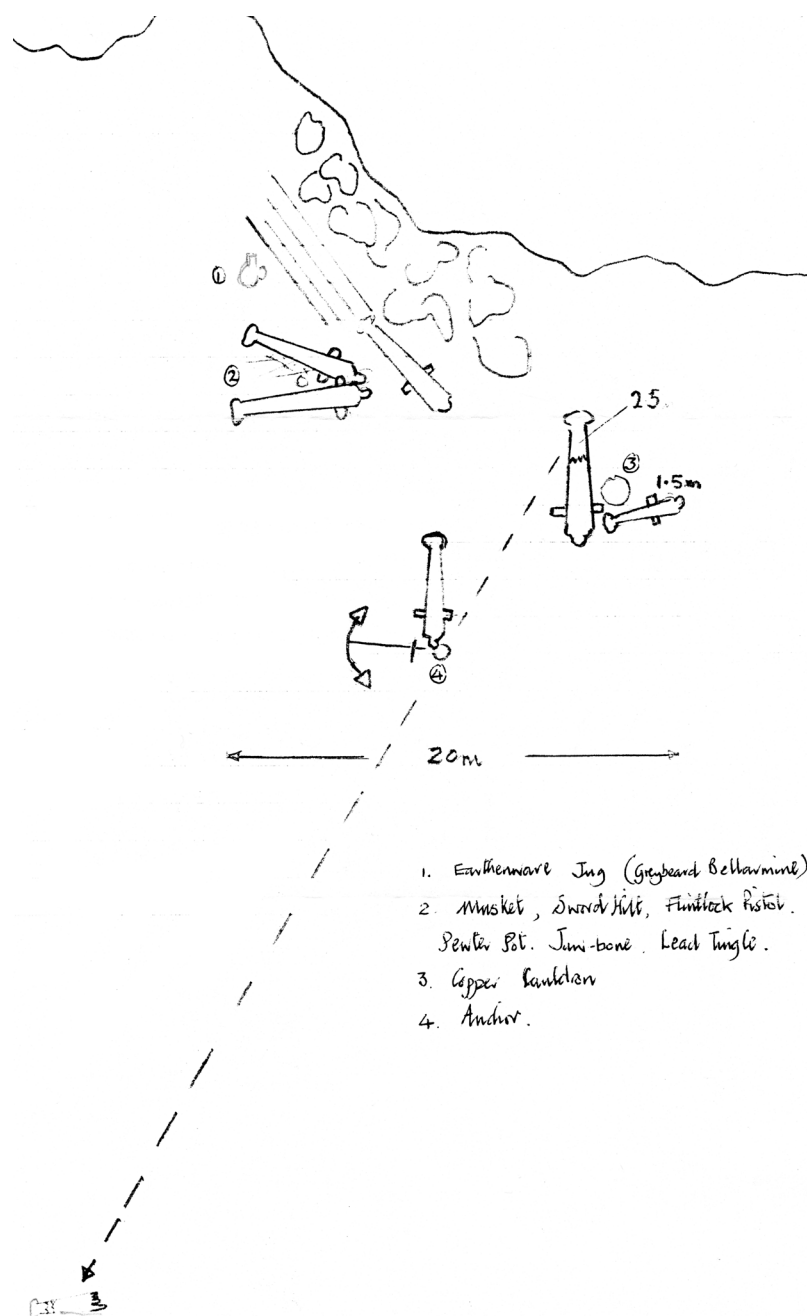 ①
②
25
③
1.5m
④
20m
1. Earthenware Jug (Greybeard Bellarmine)
2. Musket, Sword Hilt, Flintlock Pistol.
Pewter Pot. Jaw-bone. Lead Tingle.
3. Copper Cauldron
4. Anchor.